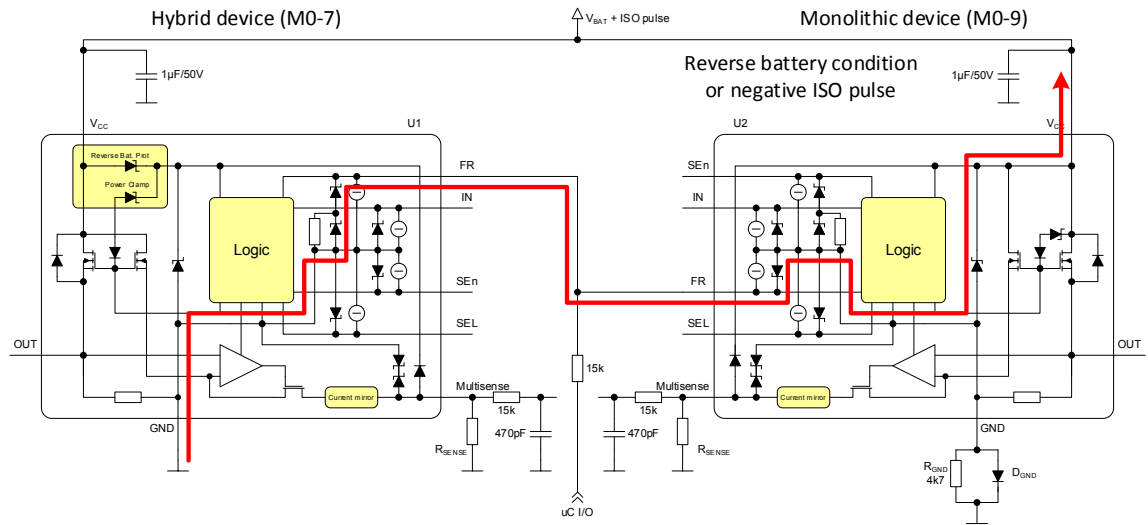 Hybrid device (M0-7)
V_BAT + ISO pulse
Monolithic device (M0-9)
1µF/50V
Reverse battery condition
or negative ISO pulse
1µF/50V
V_CC
U1
U2
V_CC
Reverse Bat. Prot
Power Clamp
FR
SEn
IN
IN
Logic
Logic
SEn
FR
SEL
SEL
OUT
OUT
15k
Current mirror
Multisense
15k
Multisense
15k
Current mirror
GND
R_SENSE
470pF
470pF
R_SENSE
GND
R_GND
4k7
D_GND
uC I/O